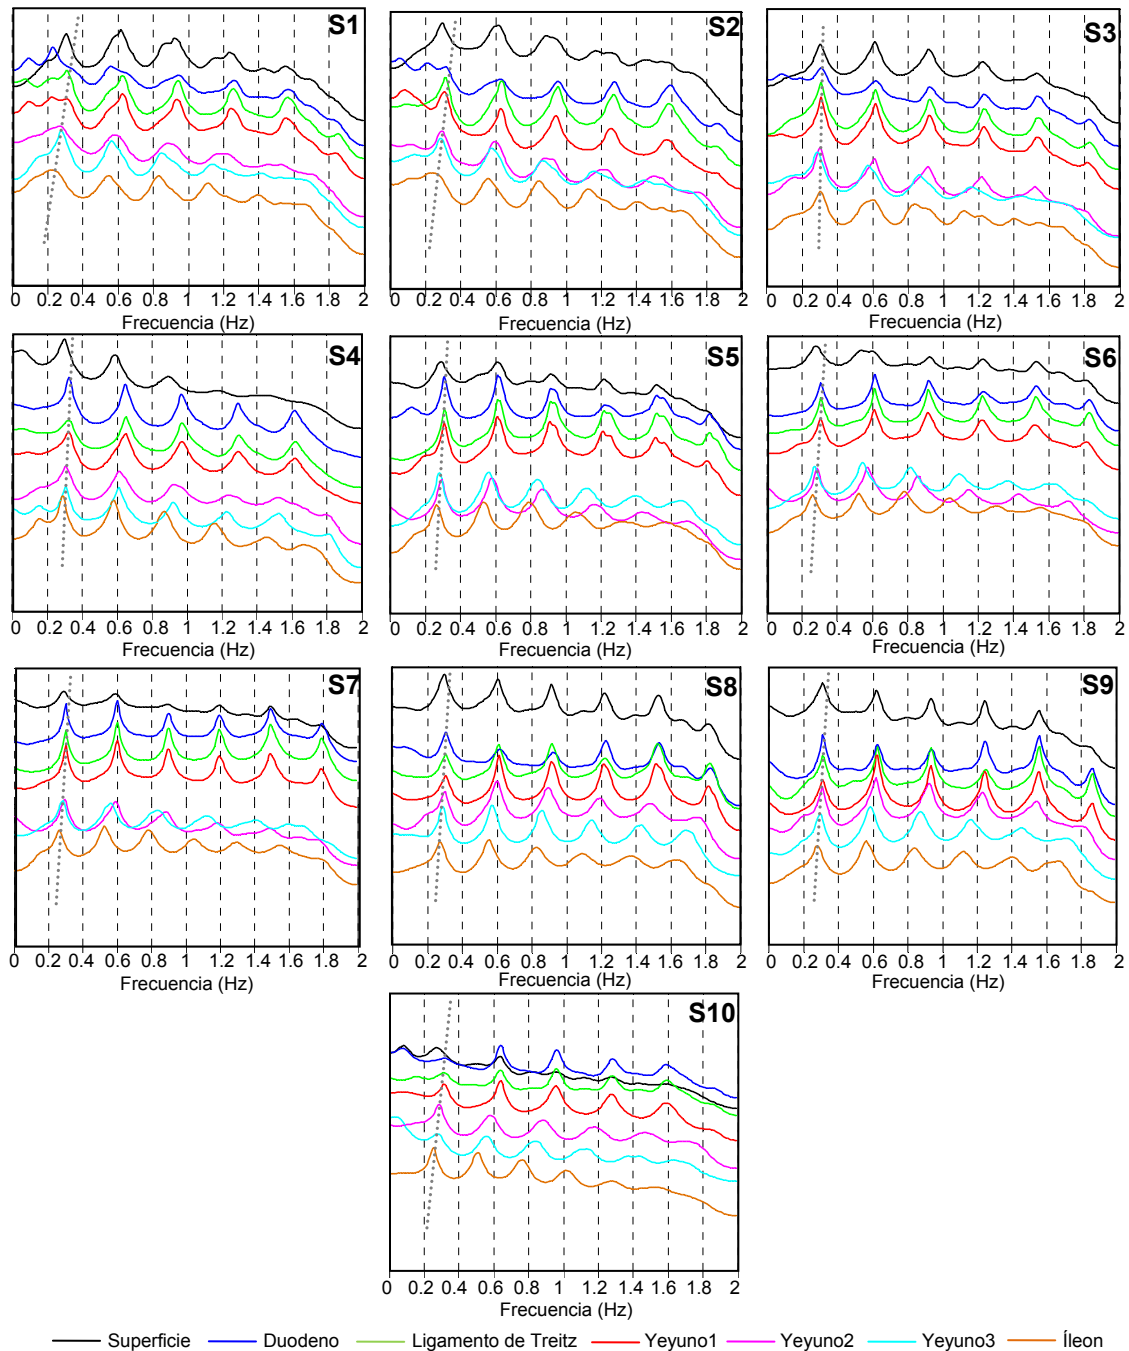 S1 S2 S3
0 0.2 0.4 0.6 0.8 1 1.2 1.4 1.6 1.8 2 0 0.2 0.4 0.6 0.8 1 1.2 1.4 1.6 1.8 2 0 0.2 0.4 0.6 0.8 1 1.2 1.4 1.6 1.8 2
Frecuencia (Hz) Frecuencia (Hz) Frecuencia (Hz)
S4 S5 S6
0 0.2 0.4 0.6 0.8 1 1.2 1.4 1.6 1.8 2 0 0.2 0.4 0.6 0.8 1 1.2 1.4 1.6 1.8 2 0 0.2 0.4 0.6 0.8 1 1.2 1.4 1.6 1.8 2
Frecuencia (Hz) Frecuencia (Hz) Frecuencia (Hz)
S7 S8 S9
0 0.2 0.4 0.6 0.8 1 1.2 1.4 1.6 1.8 2 0 0.2 0.4 0.6 0.8 1 1.2 1.4 1.6 1.8 2 0 0.2 0.4 0.6 0.8 1 1.2 1.4 1.6 1.8 2
Frecuencia (Hz) Frecuencia (Hz) Frecuencia (Hz)
S10
0 0.2 0.4 0.6 0.8 1 1.2 1.4 1.6 1.8 2
Frecuencia (Hz)
Superficie Duodeno Ligamento de Treitz Yeyuno1 Yeyuno2 Yeyuno3 Íleon